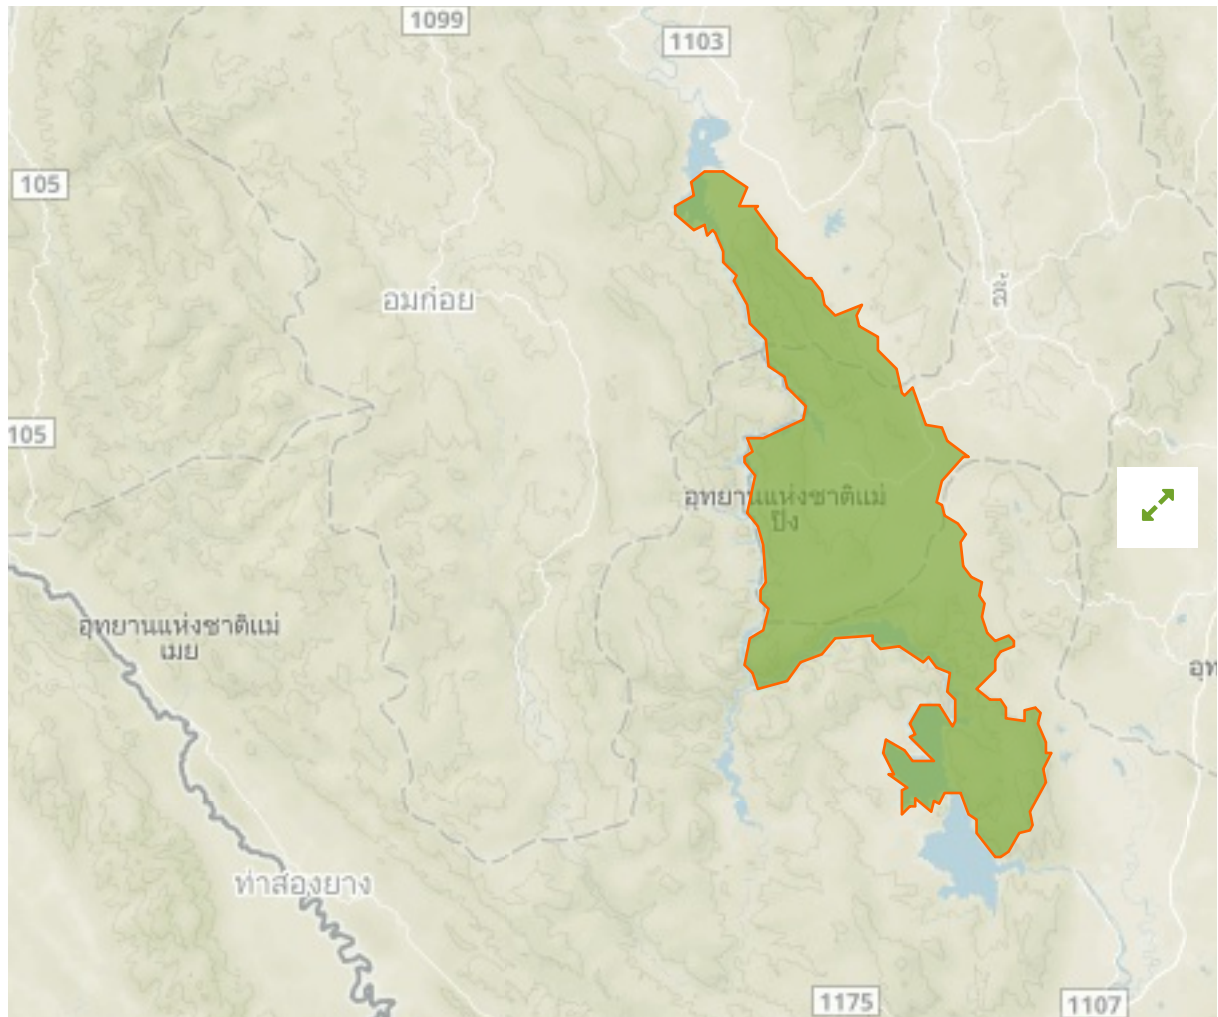 1099
1103
105
อมก๋อย
ลี้
105
อุทยานแห่งชาติแม่
ปิง
อุทยานแห่งชาติแม่
เมย
อุท
ท่าสองยาง
1175
1107